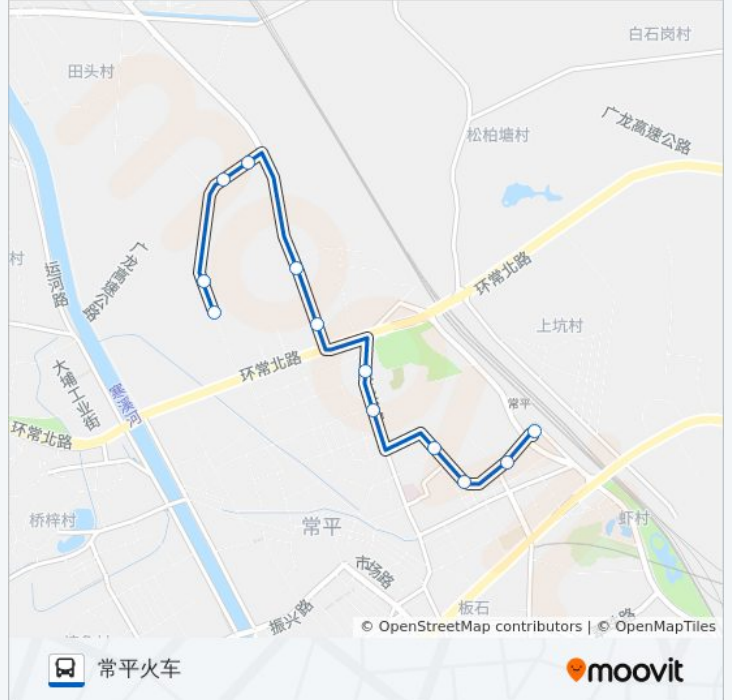 白石岗村
田头村
广龙高速公路
松柏塘村
村
运河路
广龙高速公路
环常北路
上坑村
大埔工业街
寒溪河
环常北路
环常北路
常平
桥梓村
常平
虾村
市场路
振兴路
板石
© OpenStreetMap contributors | © OpenMapTiles
常平火车
moovit